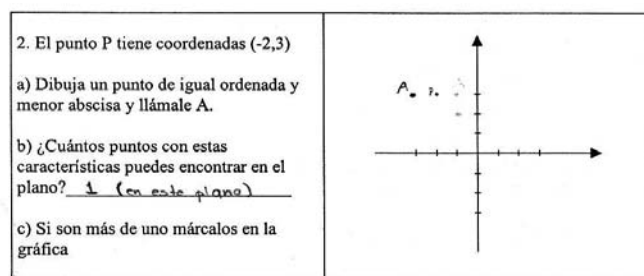 2. El punto P tiene coordenadas (-2,3)
a) Dibuja un punto de igual ordenada y
menor abscisa y llámale A.
b) ¿Cuántos puntos con estas
características puedes encontrar en el
plano? 1 (en este plano)
c) Si son más de uno márcalos en la
gráfica
A. P.